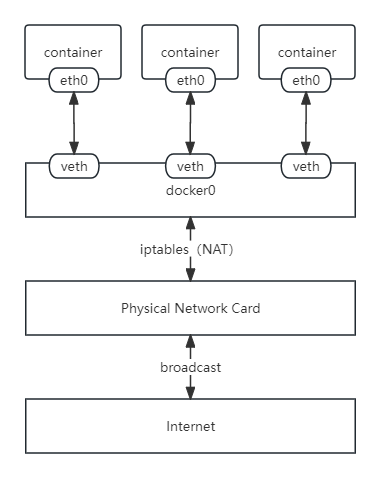 container container container
eth0 eth0 eth0
veth veth veth
docker0
iptables（NAT）
Physical Network Card
broadcast
Internet